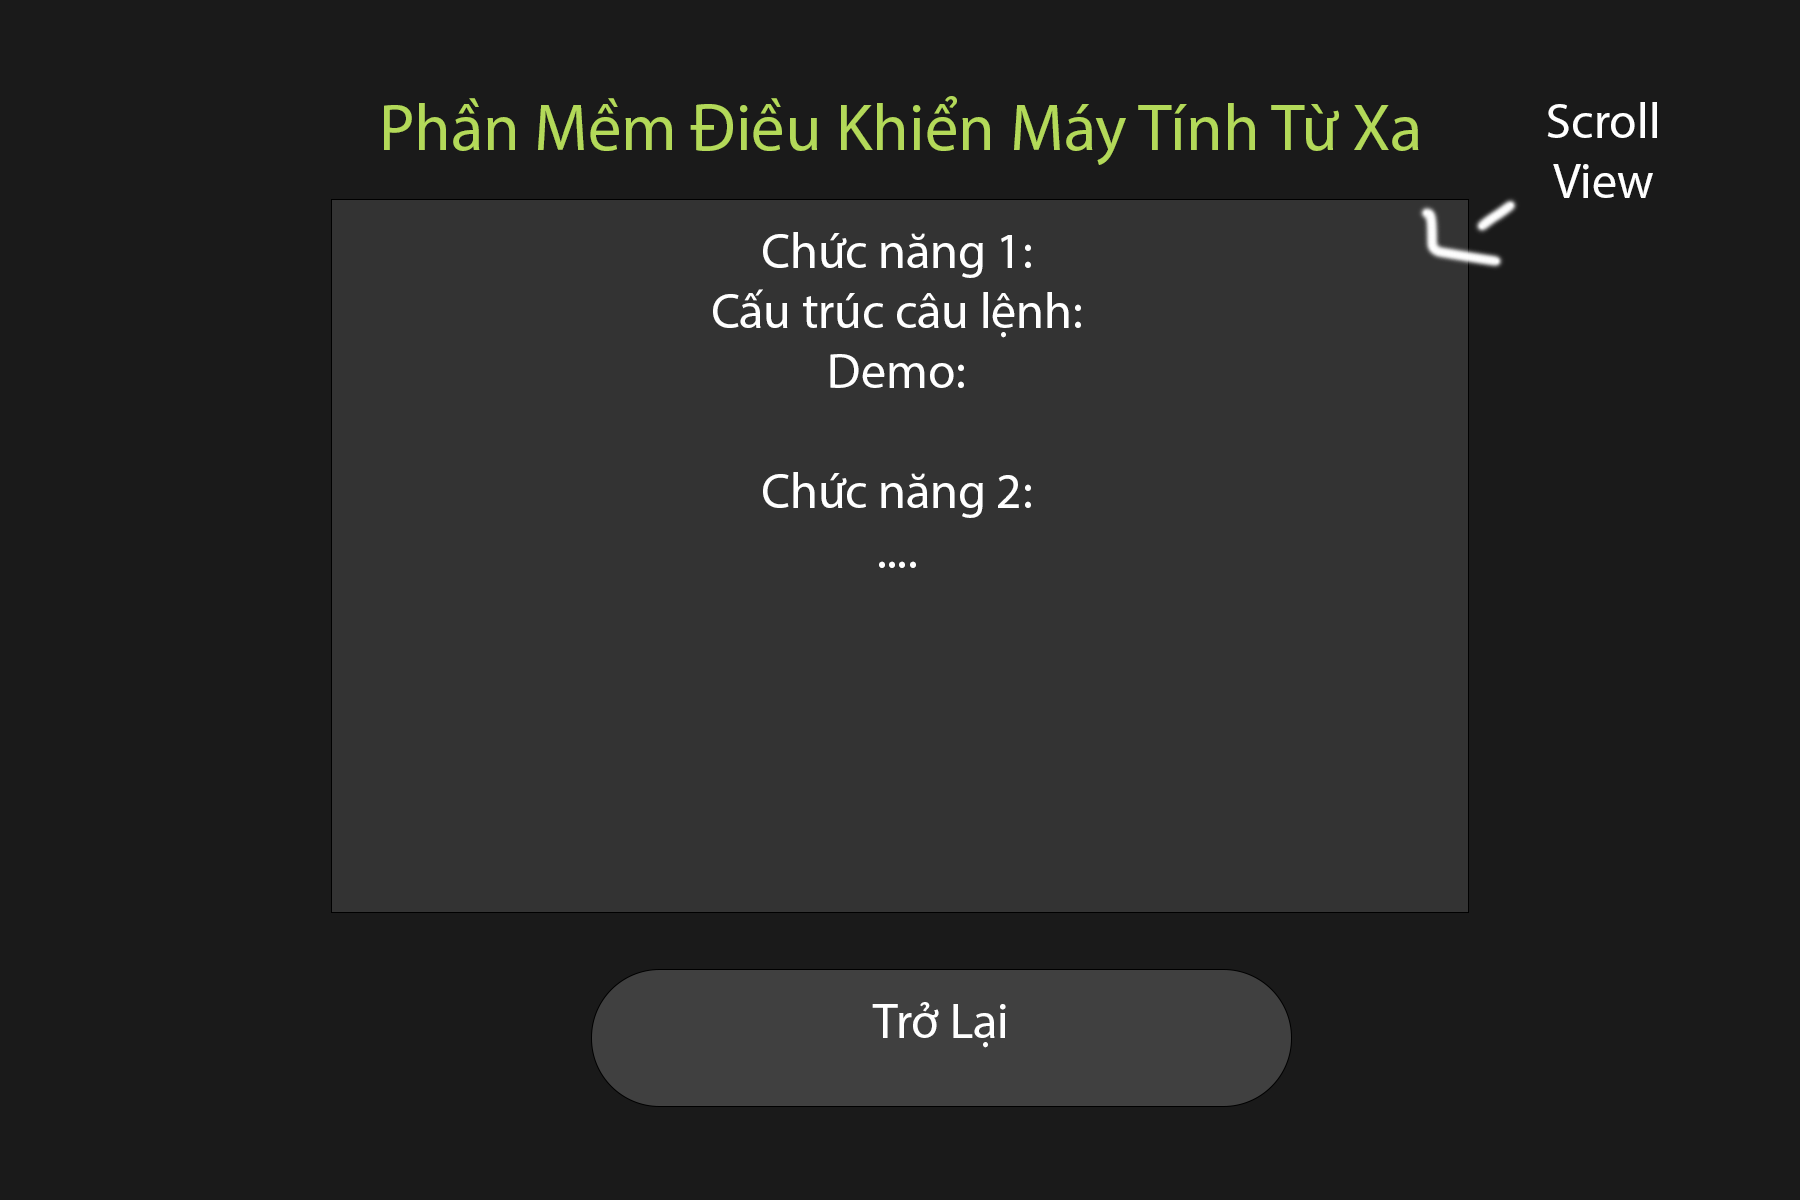 Phần Mềm Điều Khiển Máy Tính Từ Xa
Scroll
View
Chức năng 1:
Cấu trúc câu lệnh:
Demo:
Chức năng 2:
....
Trở Lại